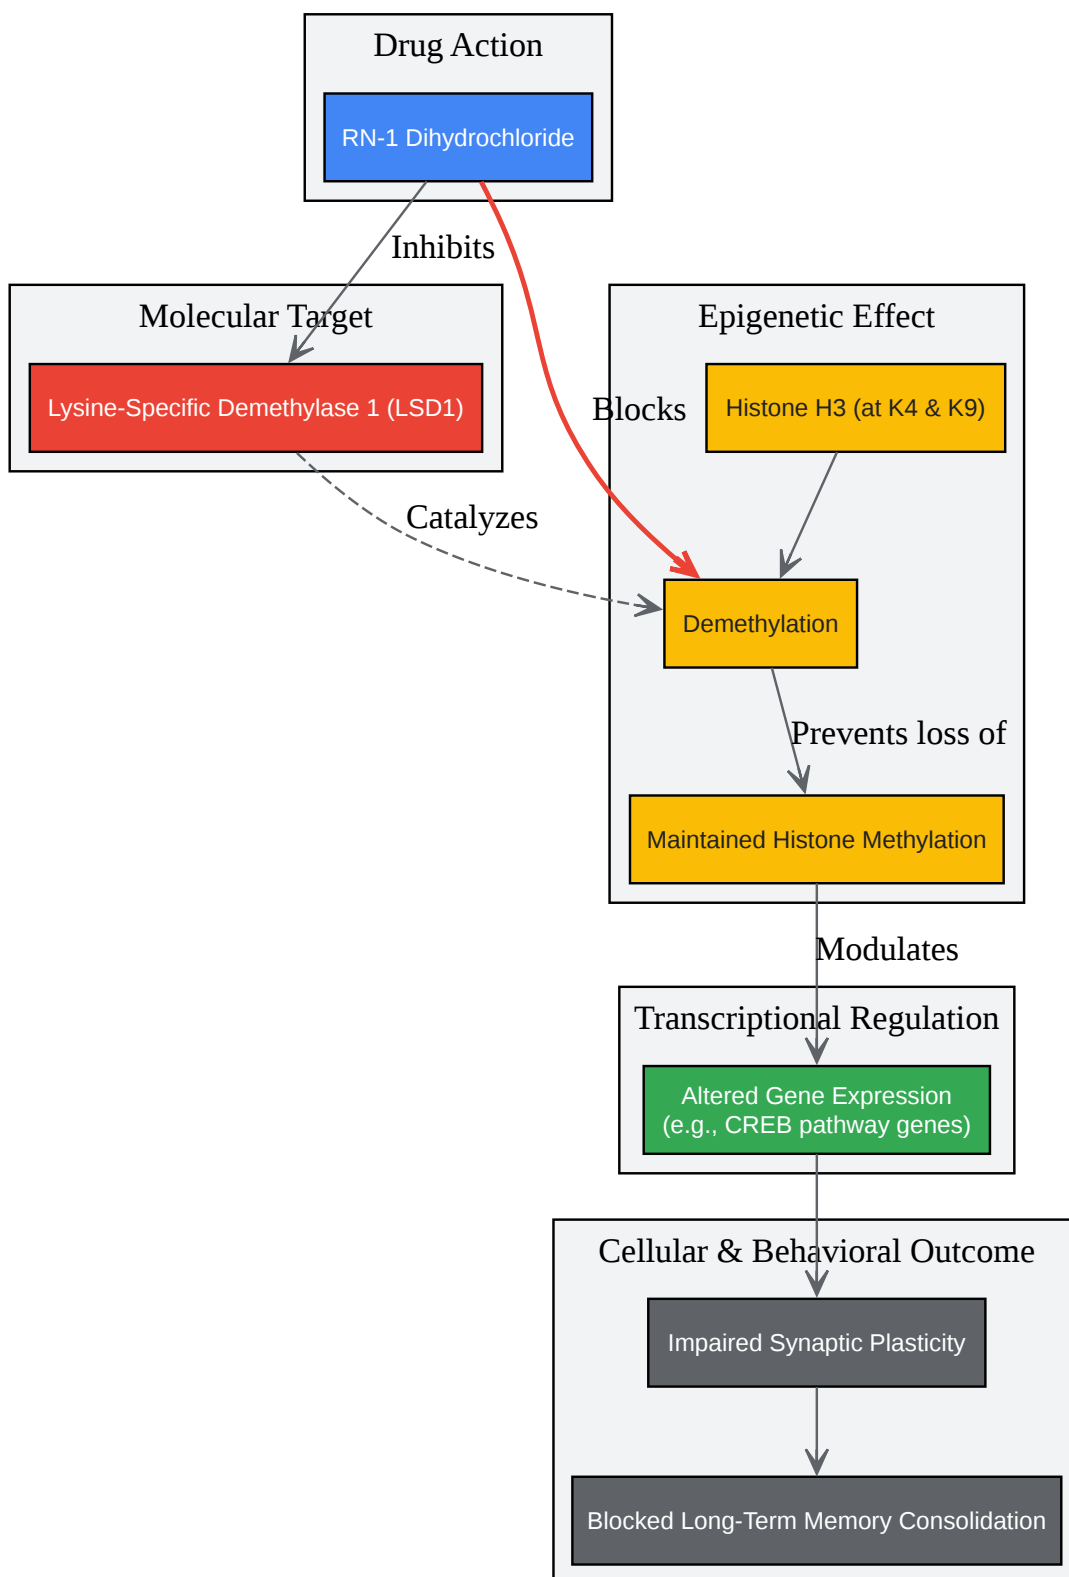 Drug Action
RN-1 Dihydrochloride
Inhibits
Molecular Target
Lysine-Specific Demethylase 1 (LSD1)
Epigenetic Effect
Blocks
Histone H3 (at K4 & K9)
Catalyzes
Demethylation
Prevents loss of
Maintained Histone Methylation
Modulates
Transcriptional Regulation
Altered Gene Expression
(e.g., CREB pathway genes)
Cellular & Behavioral Outcome
Impaired Synaptic Plasticity
Blocked Long-Term Memory Consolidation